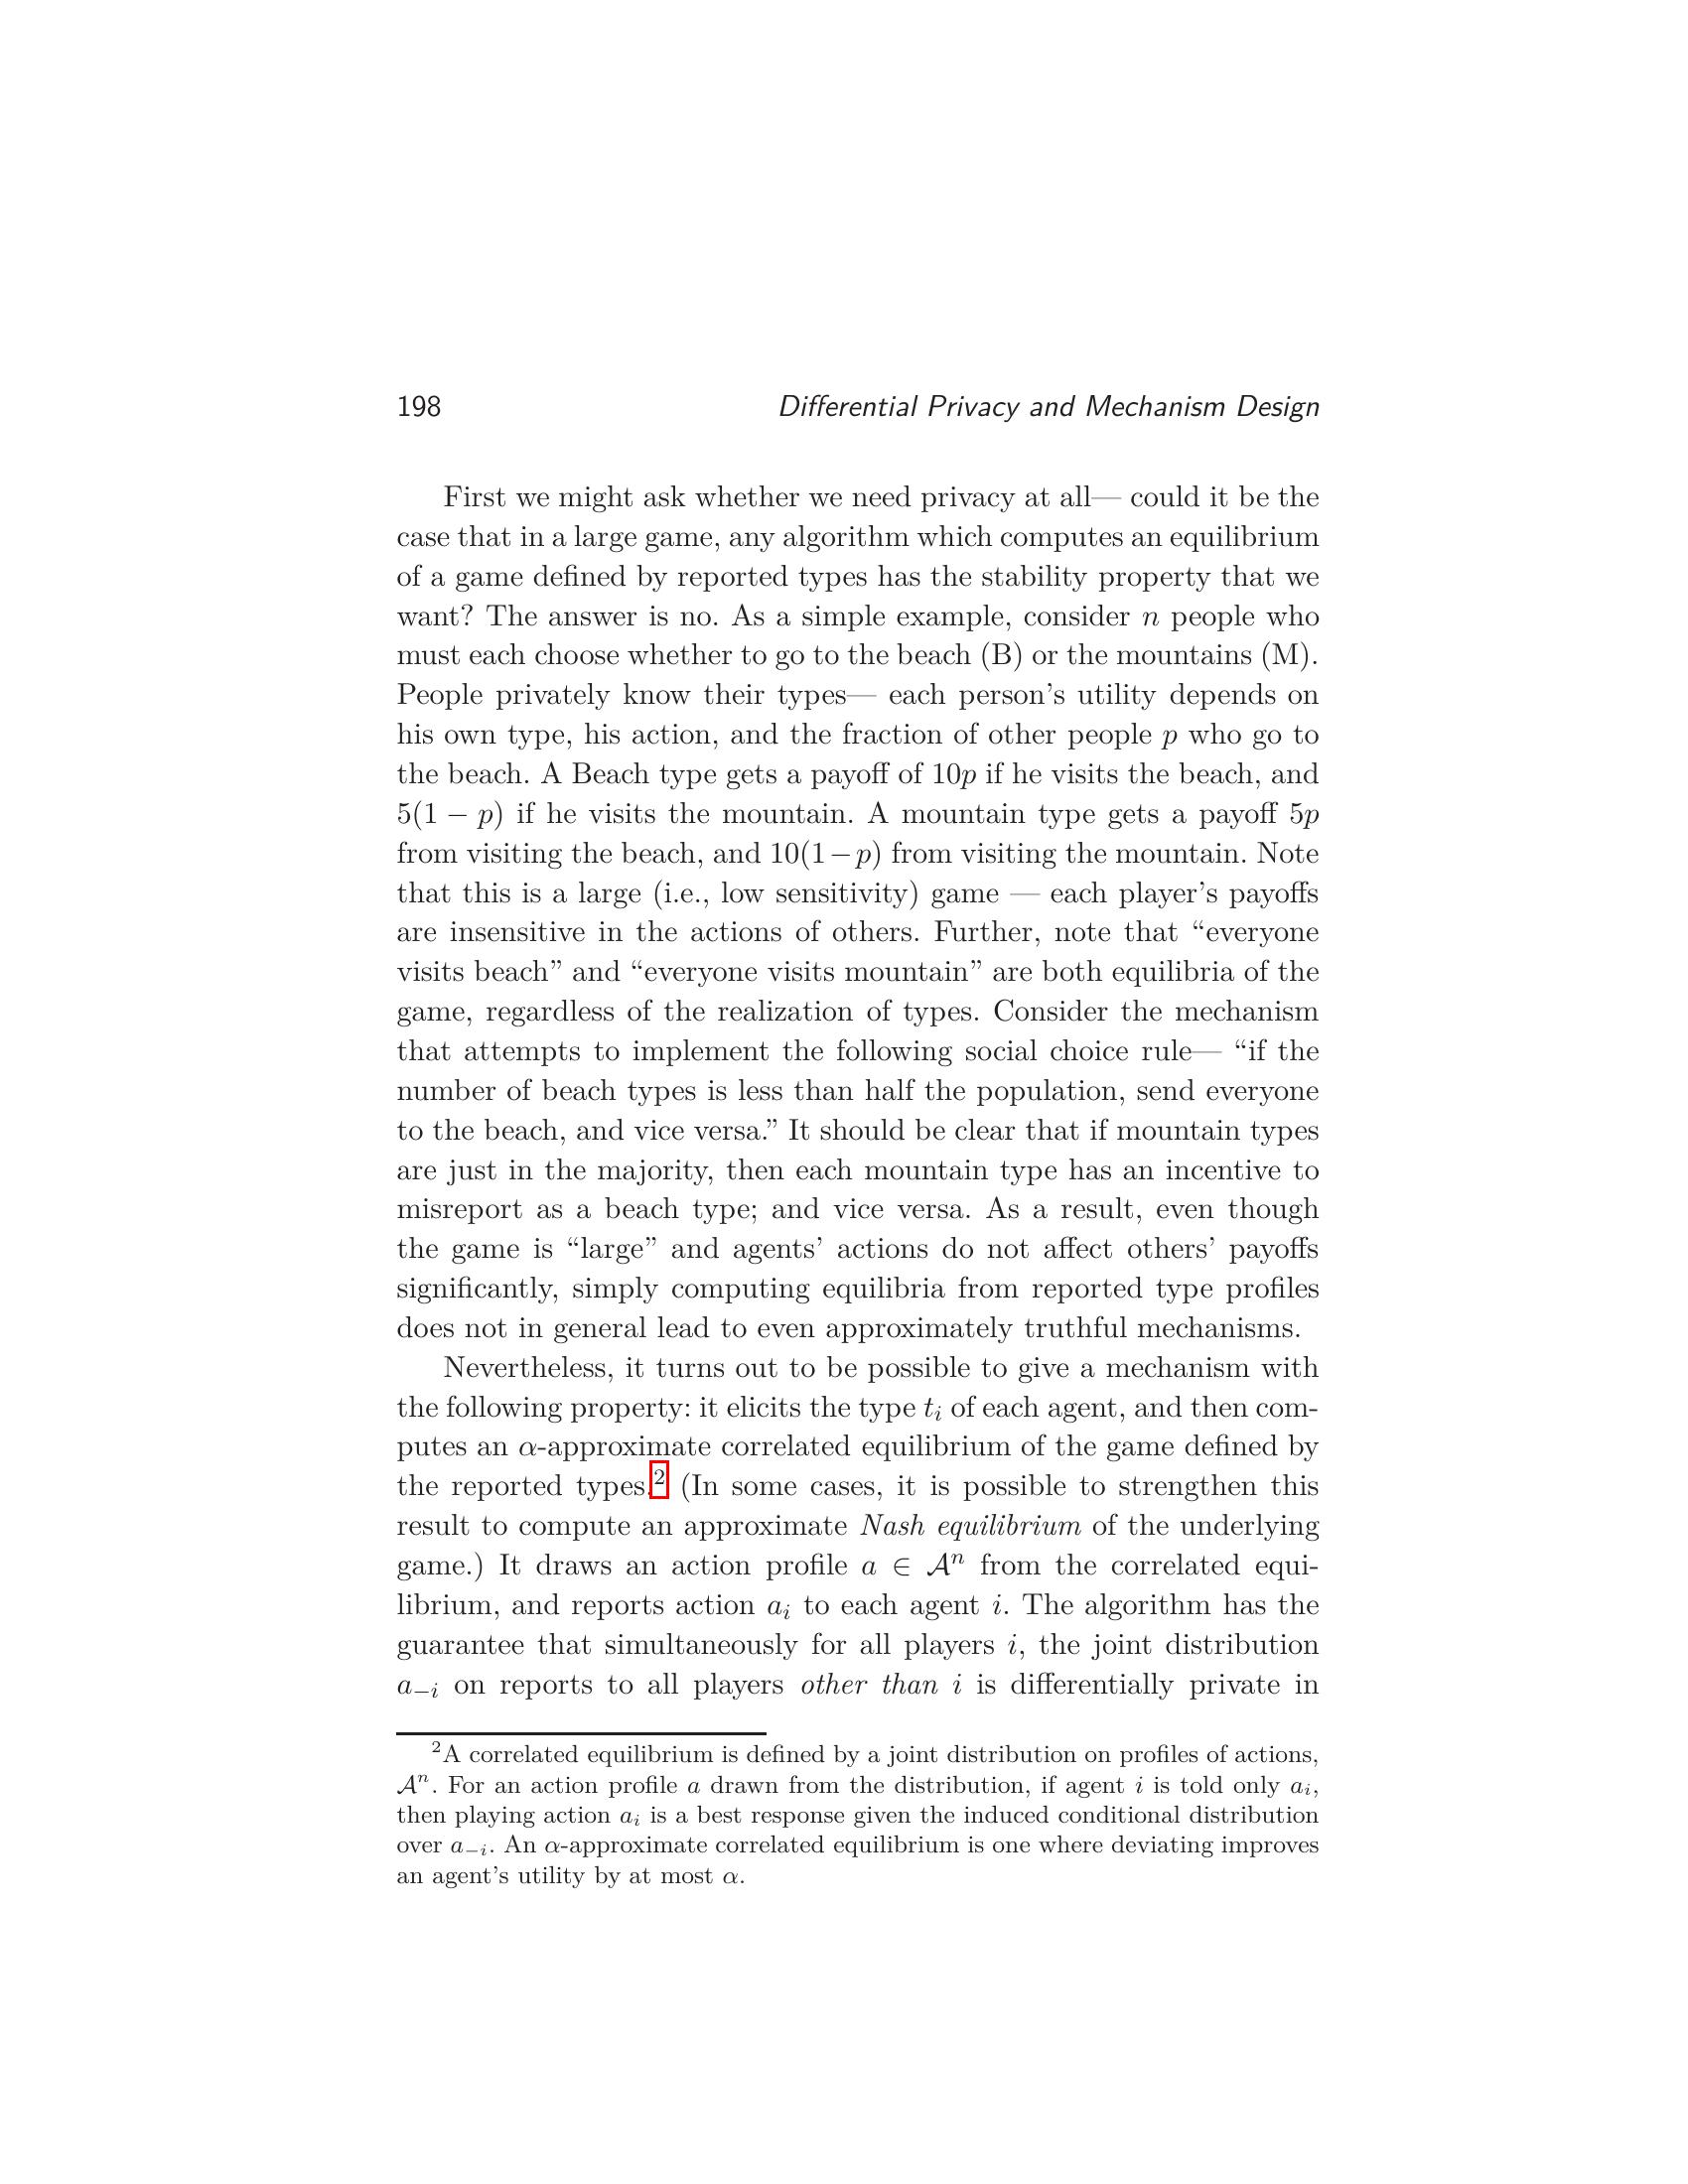 198 Differential Privacy and Mechanism Design
First we might ask whether we need privacy at all— could it be the
case that in a large game, any algorithm which computes an equilibrium
of a game defined by reported types has the stability property that we
want? The answer is no. As a simple example, consider n people who
must each choose whether to go to the beach (B) or the mountains (M).
People privately know their types— each person's utility depends on
his own type, his action, and the fraction of other people p who go to
the beach. A Beach type gets a payoff of 10p if he visits the beach, and
5(1 − p) if he visits the mountain. A mountain type gets a payoff 5p
from visiting the beach, and 10(1−p) from visiting the mountain. Note
that this is a large (i.e., low sensitivity) game — each player's payoffs
are insensitive in the actions of others. Further, note that “everyone
visits beach” and “everyone visits mountain” are both equilibria of the
game, regardless of the realization of types. Consider the mechanism
that attempts to implement the following social choice rule— “if the
number of beach types is less than half the population, send everyone
to the beach, and vice versa.” It should be clear that if mountain types
are just in the majority, then each mountain type has an incentive to
misreport as a beach type; and vice versa. As a result, even though
the game is “large” and agents' actions do not affect others' payoffs
significantly, simply computing equilibria from reported type profiles
does not in general lead to even approximately truthful mechanisms.
Nevertheless, it turns out to be possible to give a mechanism with
the following property: it elicits the type tᵢ of each agent, and then com-
putes an α-approximate correlated equilibrium of the game defined by
the reported types.² (In some cases, it is possible to strengthen this
result to compute an approximate Nash equilibrium of the underlying
game.) It draws an action profile a ∈ 𝒜ⁿ from the correlated equi-
librium, and reports action aᵢ to each agent i. The algorithm has the
guarantee that simultaneously for all players i, the joint distribution
a₋ᵢ on reports to all players other than i is differentially private in
²A correlated equilibrium is defined by a joint distribution on profiles of actions,
𝒜ⁿ. For an action profile a drawn from the distribution, if agent i is told only aᵢ,
then playing action aᵢ is a best response given the induced conditional distribution
over a₋ᵢ. An α-approximate correlated equilibrium is one where deviating improves
an agent's utility by at most α.